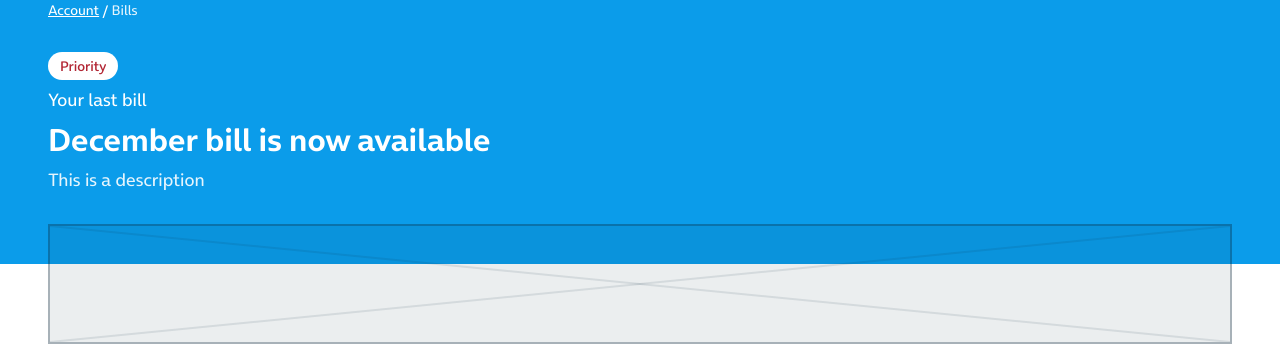 Account / Bills
Priority
Your last bill
December bill is now available
This is a description